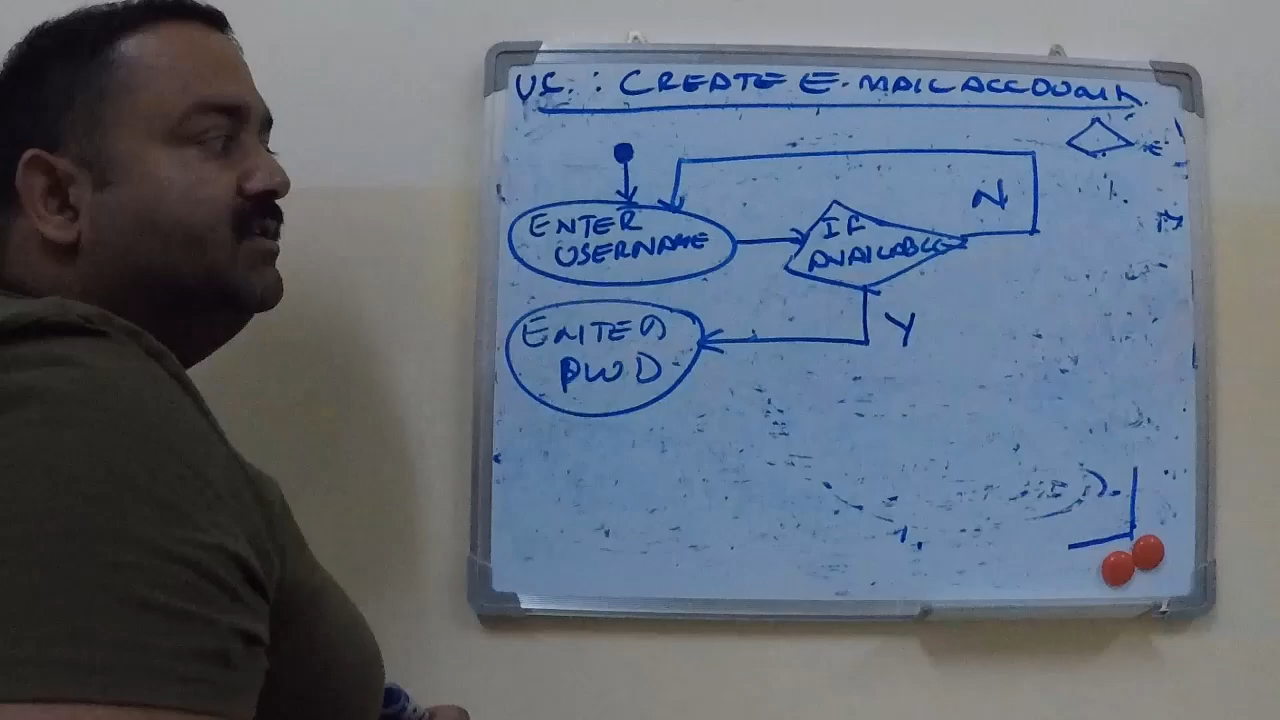 UC. : CREATE E-MAIL ACCOUNT
ENTER
USERNAME
IF
AVAILABLE
N
Y
ENTER
PWD